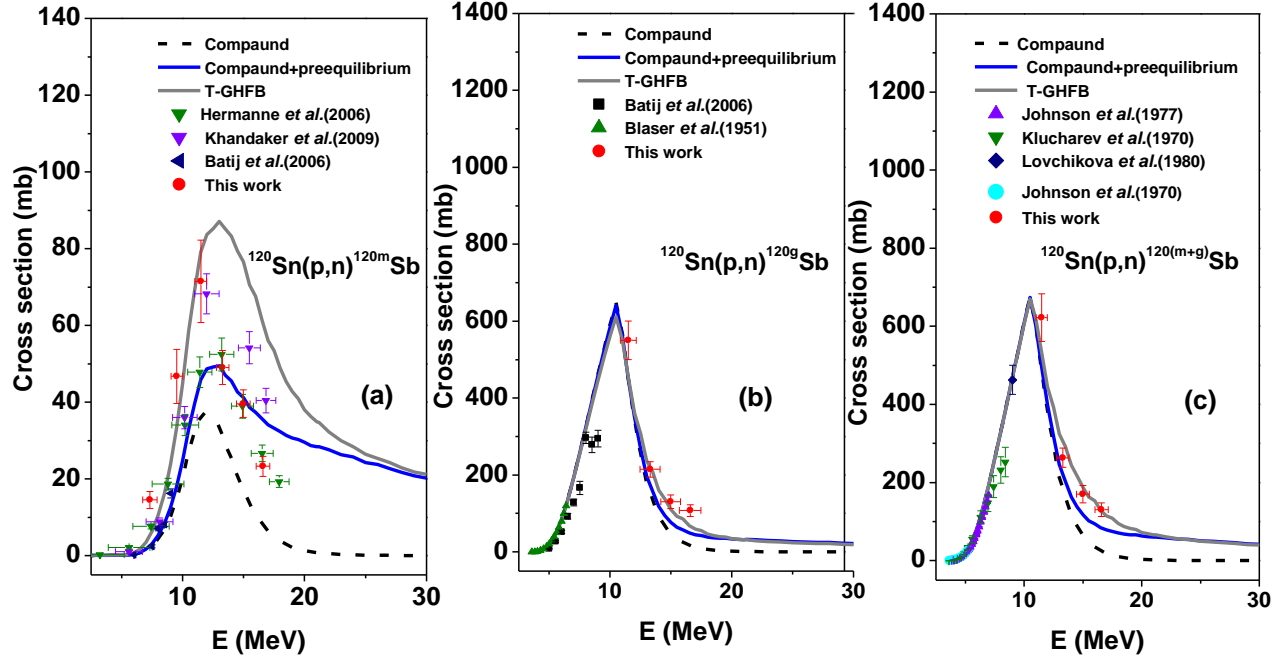 140
120
100
80
60
40
20
0
Cross section (mb)
Compaund
Compaund+preequilibrium
T-GHFB
Hermanne et al.(2006)
Khandaker et al.(2009)
Batij et al.(2006)
This work
120Sn(p,n)120mSb
(a)
10
20
30
E (MeV)
1400
1200
1000
800
600
400
200
0
Cross section (mb)
Compaund
Compaund+preequilibrium
T-GHFB
Batij et al.(2006)
Blaser et al.(1951)
This work
120Sn(p,n)120gSb
(b)
10
20
30
E (MeV)
1400
1200
1000
800
600
400
200
0
Cross section (mb)
Compaund
Compaund+preequilibrium
T-GHFB
Johnson et al.(1977)
Klucharev et al.(1970)
Lovchikova et al.(1980)
Johnson et al.(1970)
This work
120Sn(p,n)120(m+g)Sb
(c)
10
20
30
E (MeV)